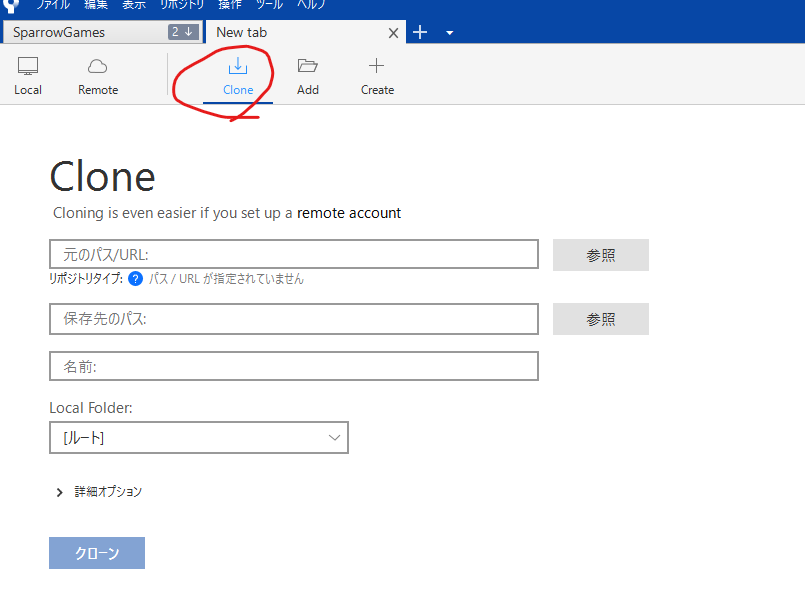 ファイル 編集 表示 リポジトリ 操作 ツール ヘルプ
SparrowGames 2 New tab
Local Remote Clone Add Create
Clone
Cloning is even easier if you set up a remote account
元のパス/URL: 参照
リポジトリタイプ: ? パス / URL が指定されていません
保存先のパス: 参照
名前:
Local Folder:
[ルート]
詳細オプション
クローン